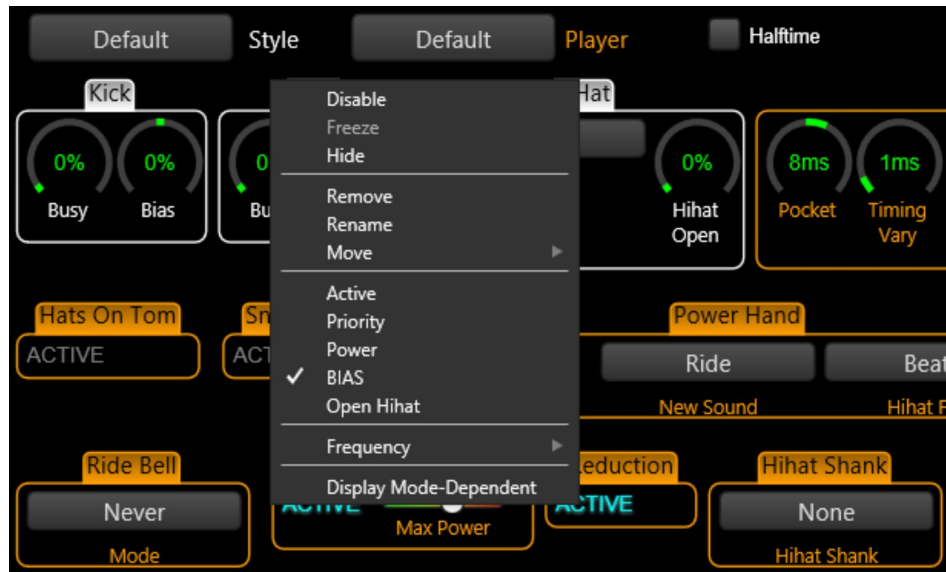 Default Style Default Player Halftime
Kick
Hat
0% 0% 0% 8ms 1ms
Busy Bias Hihat Open Pocket Timing Vary
Disable
Freeze
Hide
Remove
Rename
Move
Active
Priority
Power
BIAS
Open Hihat
Frequency
Display Mode-Dependent
Hats On Tom
ACTIVE
Power Hand
Ride
New Sound
Hihat
Ride Bell
Never
Mode
ACTIVE
Max Power
ACTIVE
Hihat Shank
None
Hihat Shank